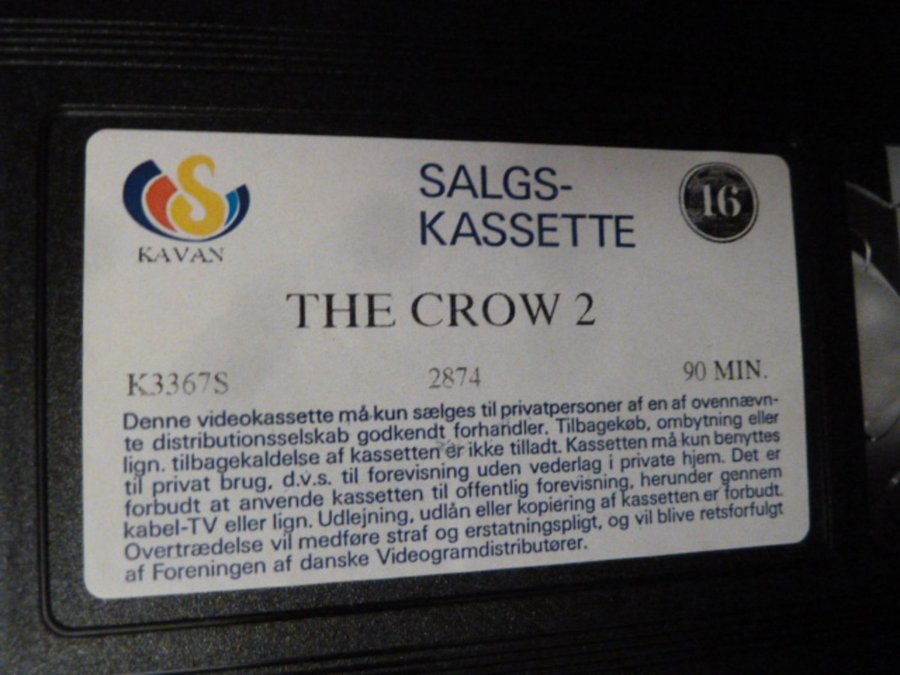 S
KAVAN
SALGS-
KASSETTE
16
THE CROW 2
K3367S 2874 90 MIN.
Denne videokassette må kun sælges til privatpersoner af en af ovennævn-
te distributionsselskab godkendt forhandler. Tilbagekøb, ombytning eller
lign. tilbagekaldelse af kassetten er ikke tilladt. Kassetten må kun benyttes
til privat brug, d.v.s. til forevisning uden vederlag i private hjem. Det er
forbudt at anvende kassetten til offentlig forevisning, herunder gennem
kabel-TV eller lign. Udlejning, udlån eller kopiering af kassetten er forbudt.
Overtrædelse vil medføre straf og erstatningspligt, og vil blive retsforfulgt
af Foreningen af danske Videogramdistributører.